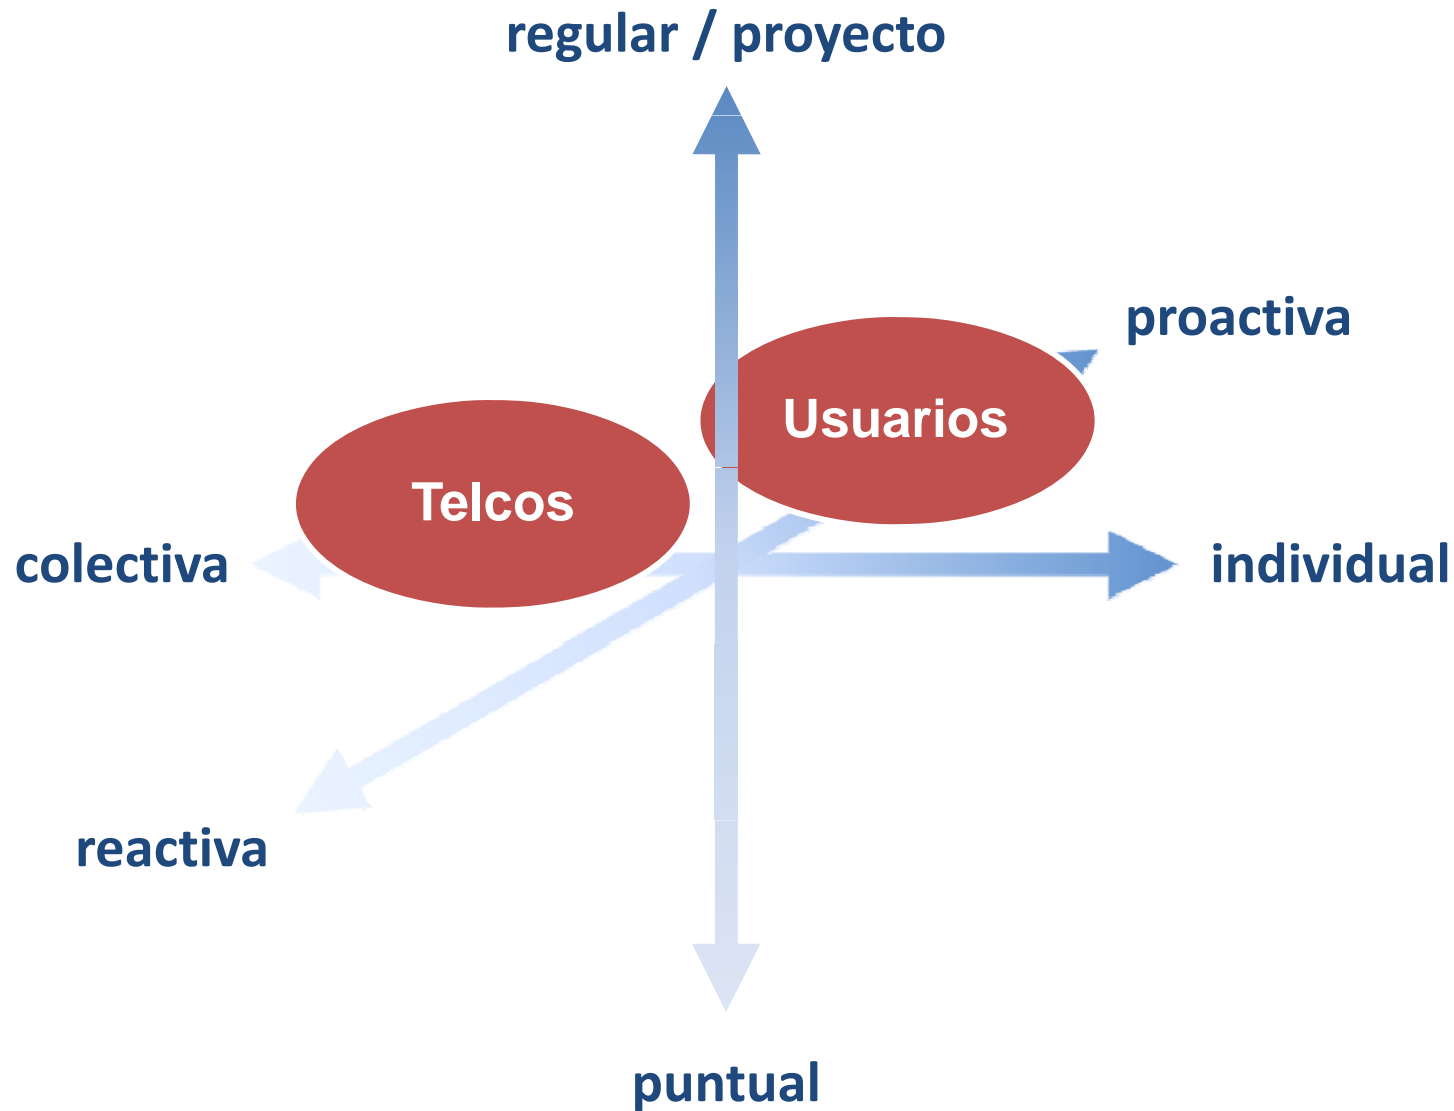 regular / proyecto
proactiva
Usuarios
Telcos
colectiva
individual
reactiva
puntual